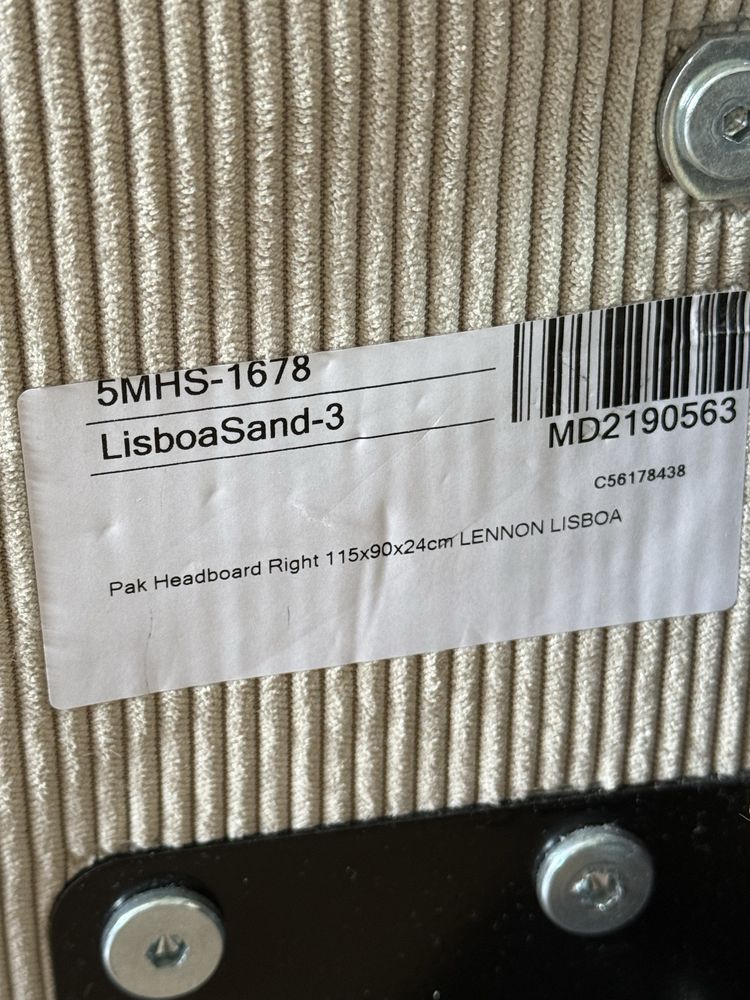 5MHS-1678
LisboaSand-3
MD2190563
C56178438
Pak Headboard Right 115x90x24cm LENNON LISBOA